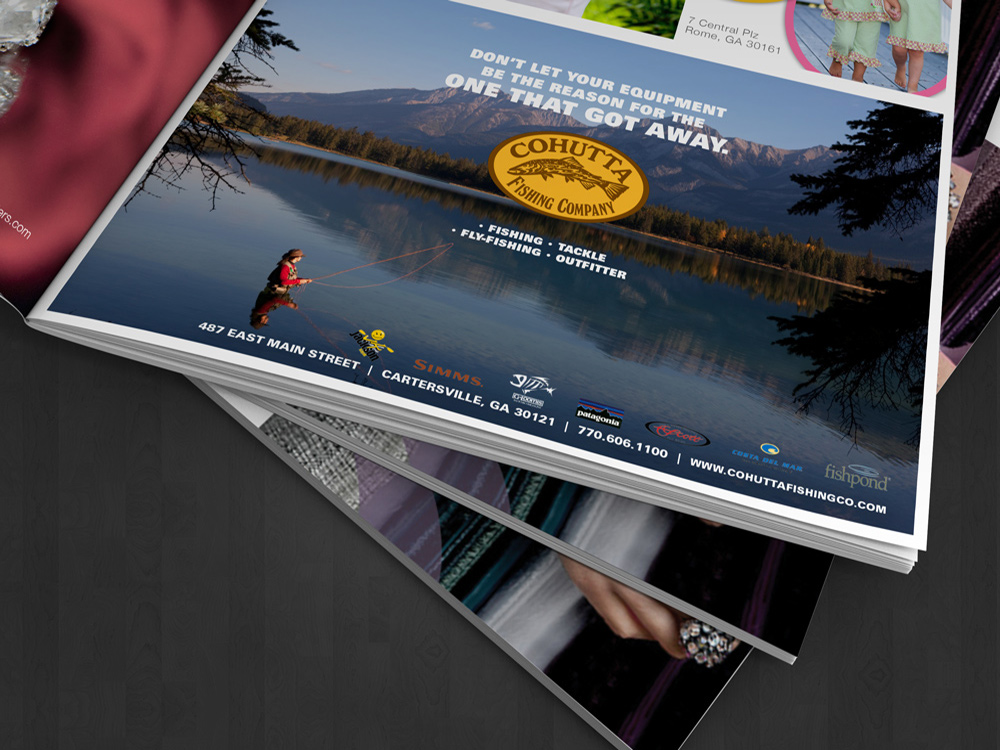 7 Central Plz
Rome, GA 30161
ers.com
DON'T LET YOUR EQUIPMENT
BE THE REASON FOR THE
ONE THAT GOT AWAY.
COHUTTA
FISHING COMPANY
• FISHING • TACKLE
• FLY-FISHING • OUTFITTER
SIMMS
G.LOOMIS
patagonia
COSTA DEL MAR
fishpond
487 EAST MAIN STREET | CARTERSVILLE, GA 30121 | 770.606.1100 | WWW.COHUTTAFISHINGCO.COM